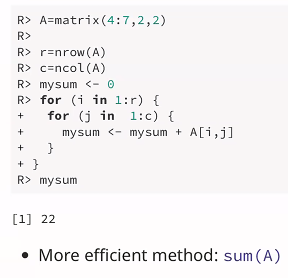 R> A=matrix(4:7,2,2)
R>
R> r=nrow(A)
R> c=ncol(A)
R> mysum <- 0
R> for (i in 1:r) {
+   for (j in  1:c) {
+     mysum <- mysum + A[i,j]
+   }
+ }
R> mysum
[1] 22
• More efficient method: sum(A)